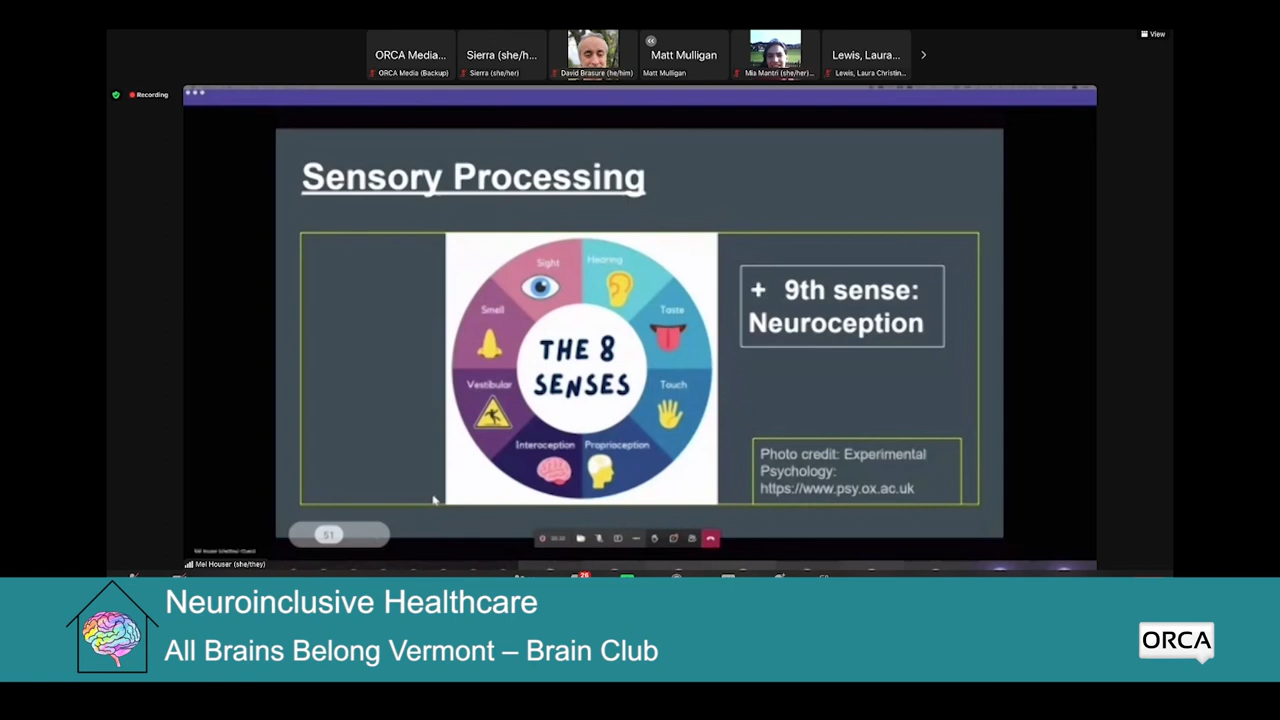 View
ORCA Media...
Sierra (she/h...
Matt Mulligan
Lewis, Laura...
ORCA Media (Backup)
Sierra (she/her)
David Brasure (he/him)
Matt Mulligan
Mia Mantri (she/her)...
Lewis, Laura Christin...
Recording
Sensory Processing
Sight
Hearing
Smell
Taste
THE 8
SENSES
Vestibular
Touch
Interoception
Proprioception
+ 9th sense:
Neuroception
Photo credit: Experimental
Psychology:
https://www.psy.ox.ac.uk
51
Mel Houser (she/they)
26
Neuroinclusive Healthcare
All Brains Belong Vermont – Brain Club
ORCA